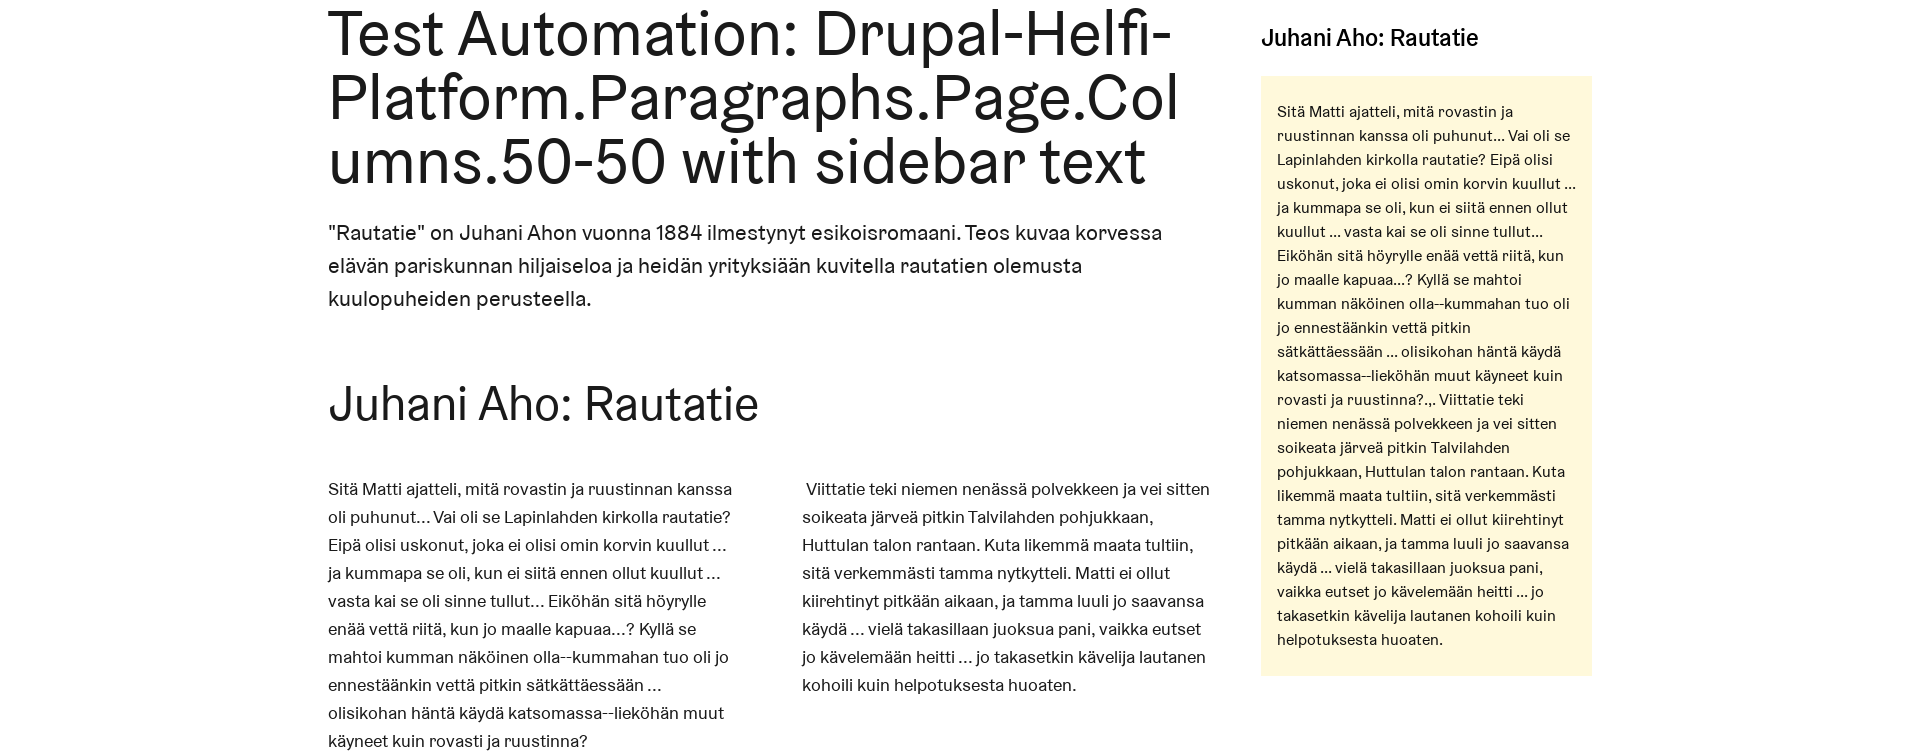 Test Automation: Drupal-Helfi-
Platform.Paragraphs.Page.Col
umns.50-50 with sidebar text
"Rautatie" on Juhani Ahon vuonna 1884 ilmestynyt esikoisromaani. Teos kuvaa korvessa
elävän pariskunnan hiljaiseloa ja heidän yrityksiään kuvitella rautatien olemusta
kuulopuheiden perusteella.
Juhani Aho: Rautatie
Sitä Matti ajatteli, mitä rovastin ja ruustinnan kanssa
oli puhunut... Vai oli se Lapinlahden kirkolla rautatie?
Eipä olisi uskonut, joka ei olisi omin korvin kuullut ...
ja kummapa se oli, kun ei siitä ennen ollut kuullut ...
vasta kai se oli sinne tullut... Eiköhän sitä höyrylle
enää vettä riitä, kun jo maalle kapuaa...? Kyllä se
mahtoi kumman näköinen olla--kummahan tuo oli jo
ennestäänkin vettä pitkin sätkättäessään ...
olisikohan häntä käydä katsomassa--lieköhän muut
käyneet kuin rovasti ja ruustinna?
Viittatie teki niemen nenässä polvekkeen ja vei sitten
soikeata järveä pitkin Talvilahden pohjukkaan,
Huttulan talon rantaan. Kuta likemmä maata tultiin,
sitä verkemmästi tamma nytkytteli. Matti ei ollut
kiirehtinyt pitkään aikaan, ja tamma luuli jo saavansa
käydä ... vielä takasillaan juoksua pani, vaikka eutset
jo kävelemään heitti ... jo takasetkin kävelija lautanen
kohoili kuin helpotuksesta huoaten.
Juhani Aho: Rautatie
Sitä Matti ajatteli, mitä rovastin ja
ruustinnan kanssa oli puhunut... Vai oli se
Lapinlahden kirkolla rautatie? Eipä olisi
uskonut, joka ei olisi omin korvin kuullut ...
ja kummapa se oli, kun ei siitä ennen ollut
kuullut ... vasta kai se oli sinne tullut...
Eiköhän sitä höyrylle enää vettä riitä, kun
jo maalle kapuaa...? Kyllä se mahtoi
kumman näköinen olla--kummahan tuo oli
jo ennestäänkin vettä pitkin
sätkättäessään ... olisikohan häntä käydä
katsomassa--lieköhän muut käyneet kuin
rovasti ja ruustinna?.,. Viittatie teki
niemen nenässä polvekkeen ja vei sitten
soikeata järveä pitkin Talvilahden
pohjukkaan, Huttulan talon rantaan. Kuta
likemmä maata tultiin, sitä verkemmästi
tamma nytkytteli. Matti ei ollut kiirehtinyt
pitkään aikaan, ja tamma luuli jo saavansa
käydä ... vielä takasillaan juoksua pani,
vaikka eutset jo kävelemään heitti ... jo
takasetkin kävelija lautanen kohoili kuin
helpotuksesta huoaten.